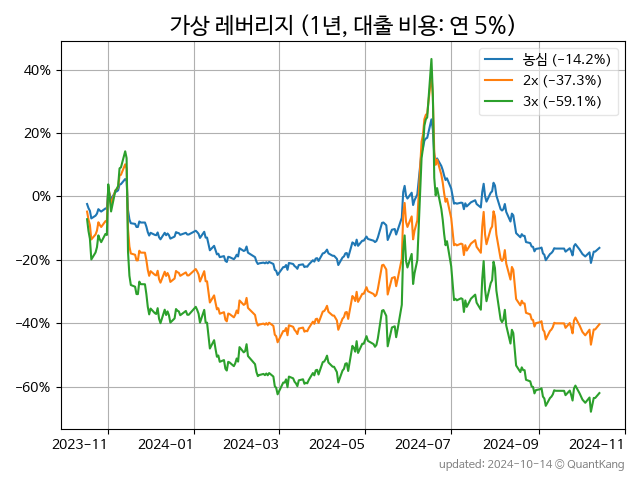 가상 레버리지 (1년, 대출 비용: 연 5%)
농심 (−14.2%)
2x (−37.3%)
3x (−59.1%)
40%
20%
0%
−20%
−40%
−60%
2023-11 2024-01 2024-03 2024-05 2024-07 2024-09 2024-11
updated: 2024-10-14 © QuantKang